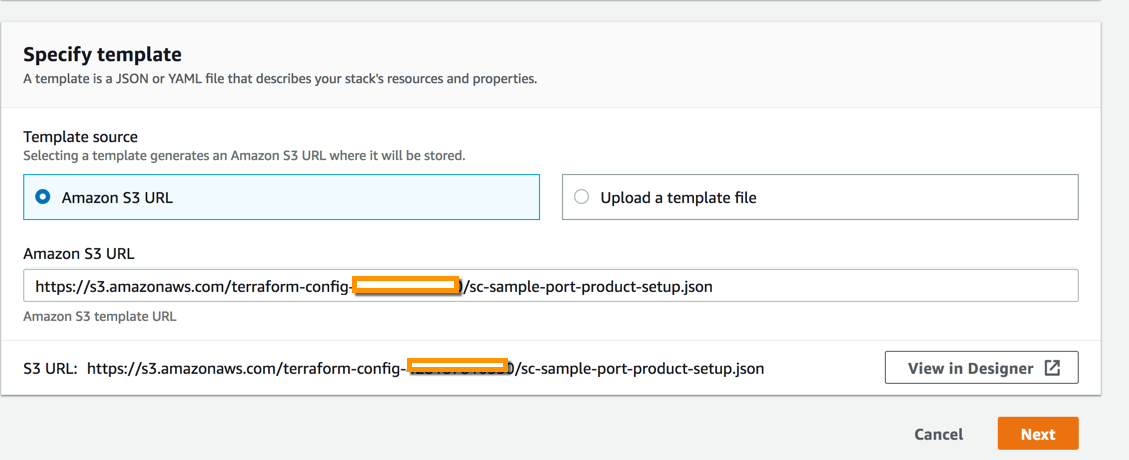 Specify template
A template is a JSON or YAML file that describes your stack's resources and properties.
Template source
Selecting a template generates an Amazon S3 URL where it will be stored.
Amazon S3 URL
Upload a template file
Amazon S3 URL
https://s3.amazonaws.com/terraform-config- /sc-sample-port-product-setup.json
Amazon S3 template URL
S3 URL: https://s3.amazonaws.com/terraform-config- /sc-sample-port-product-setup.json
View in Designer
Cancel
Next